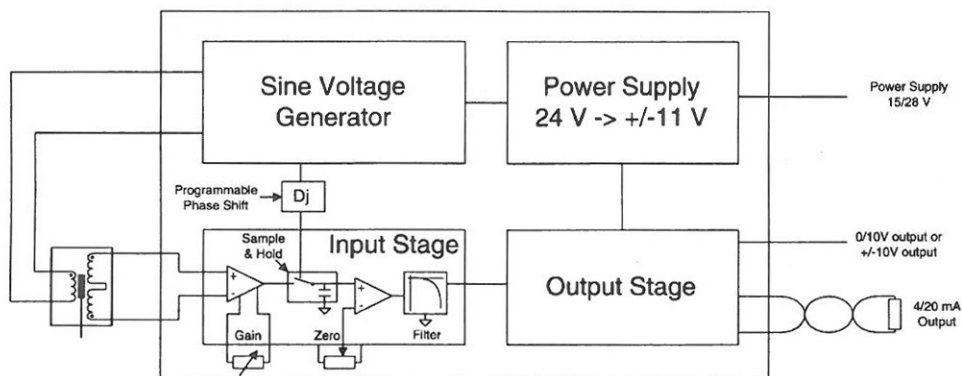 Sine Voltage
Generator
Power Supply
24 V -> +/-11 V
Power Supply
15/28 V
Programmable
Phase Shift
Dj
Sample
& Hold
Input Stage
+
-
+
-
Gain
Zero
Filter
Output Stage
0/10V output or
+/-10V output
4/20 mA
Output